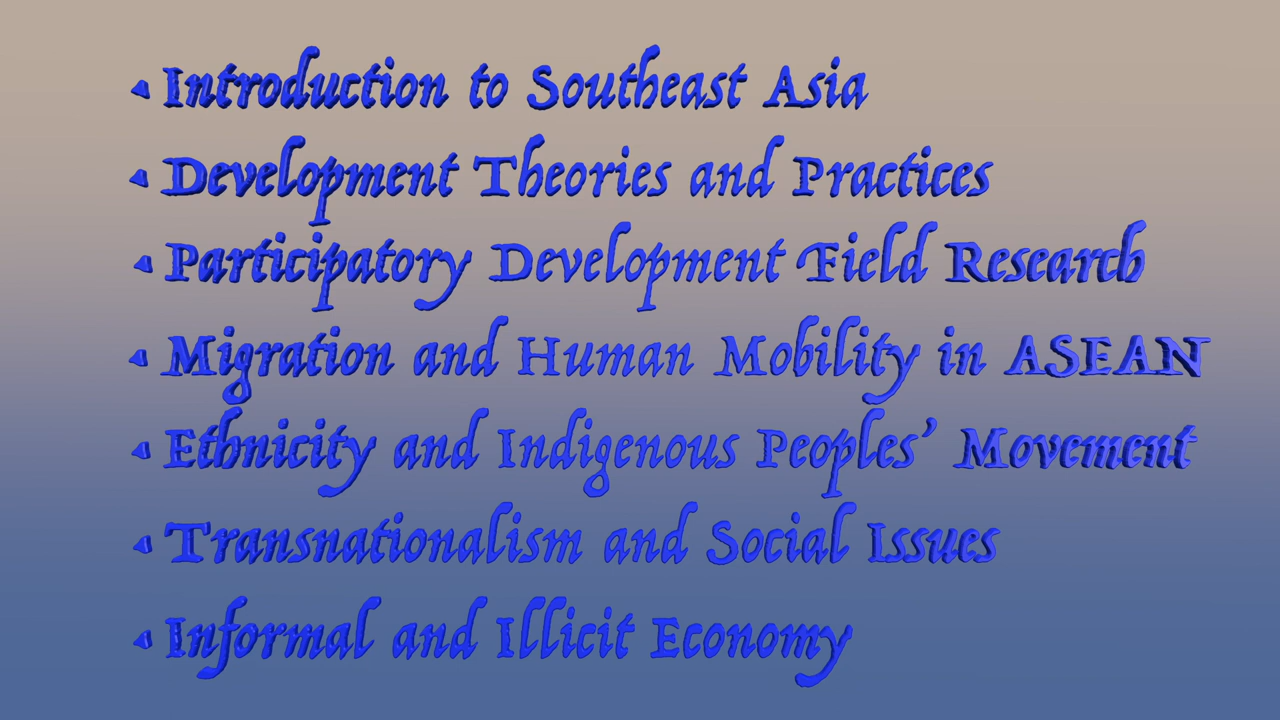 Introduction to Southeast Asia
Development Theories and Practices
Participatory Development Field Research
Migration and Human Mobility in ASEAN
Ethnicity and Indigenous Peoples’ Movement
Transnationalism and Social Issues
Informal and Illicit Economy